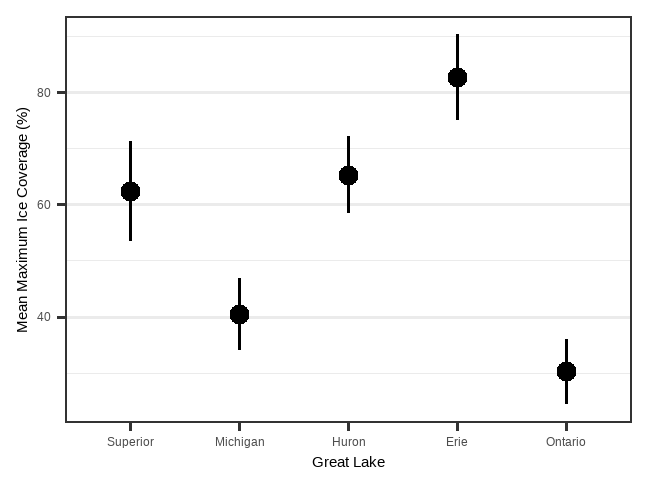 Mean Maximum Ice Coverage (%)
80
60
40
Superior Michigan Huron Erie Ontario
Great Lake